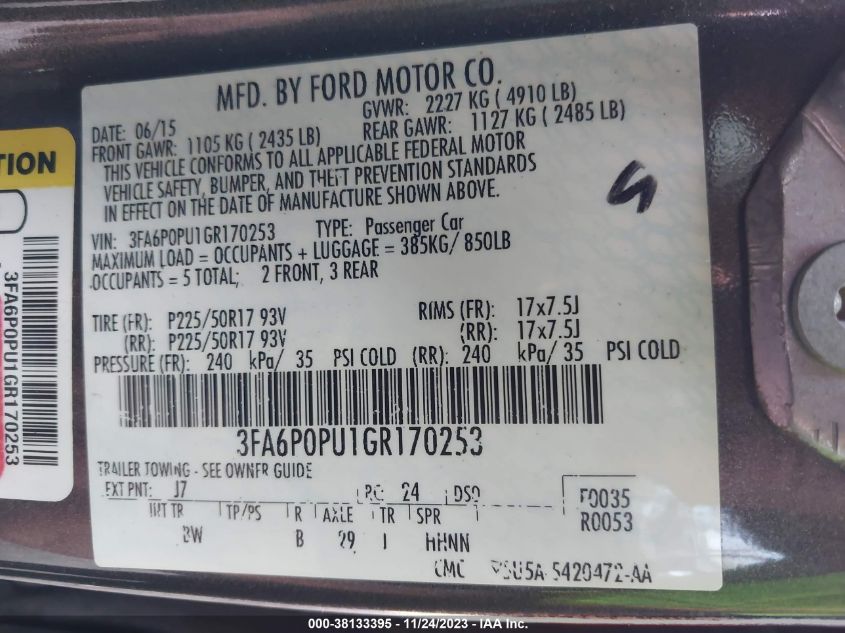 MFD. BY FORD MOTOR CO.
DATE: 06/15
GVWR: 2227 KG ( 4910 LB)
FRONT GAWR: 1105 KG ( 2435 LB)
REAR GAWR: 1127 KG ( 2485 LB)
THIS VEHICLE CONFORMS TO ALL APPLICABLE FEDERAL MOTOR
VEHICLE SAFETY, BUMPER, AND THEFT PREVENTION STANDARDS
IN EFFECT ON THE DATE OF MANUFACTURE SHOWN ABOVE.
VIN: 3FA6P0PU1GR170253 TYPE: Passenger Car
MAXIMUM LOAD = OCCUPANTS + LUGGAGE = 385KG/ 850LB
OCCUPANTS = 5 TOTAL; 2 FRONT, 3 REAR
TIRE (FR): P225/50R17 93V RIMS (FR): 17x7.5J
(RR): P225/50R17 93V (RR): 17x7.5J
PRESSURE (FR): 240 kPa/ 35 PSI COLD (RR): 240 kPa/ 35 PSI COLD
3FA6P0PU1GR170253
TRAILER TOWING - SEE OWNER GUIDE
EXT PNT: J7 RC: 24 DSO F0035
INT TR TP/PS R AXLE TR SPR R0053
BW B 29 HHNN
TION
3FA6P0PU1GR170253
000-38133395 - 11/24/2023 - IAA Inc.